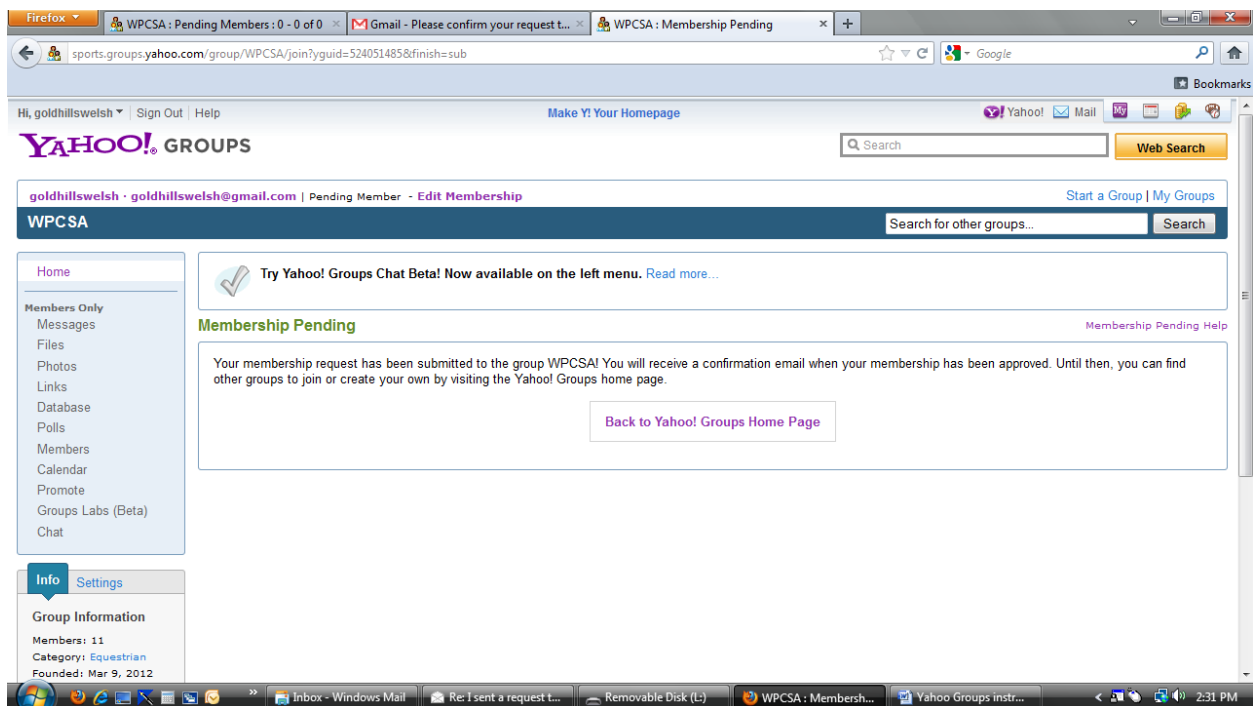 Firefox
WPCSA : Pending Members : 0 - 0 of 0
Gmail - Please confirm your request t...
WPCSA : Membership Pending
sports.groups.yahoo.com/group/WPCSA/join?yguid=524051485&finish=sub
Google
Bookmarks
Hi, goldhillswelsh Sign Out Help Make Y! Your Homepage Yahoo! Mail
YAHOO! GROUPS
Search Web Search
goldhillswelsh · goldhillswelsh@gmail.com | Pending Member - Edit Membership Start a Group | My Groups
WPCSA Search for other groups... Search
Home
Members Only
Messages
Files
Photos
Links
Database
Polls
Members
Calendar
Promote
Groups Labs (Beta)
Chat
Info Settings
Group Information
Members: 11
Category: Equestrian
Founded: Mar 9, 2012
Try Yahoo! Groups Chat Beta! Now available on the left menu. Read more...
Membership Pending Membership Pending Help
Your membership request has been submitted to the group WPCSA! You will receive a confirmation email when your membership has been approved. Until then, you can find
other groups to join or create your own by visiting the Yahoo! Groups home page.
Back to Yahoo! Groups Home Page
Inbox - Windows Mail Re: I sent a request t... Removable Disk (L:) WPCSA : Membersh... Yahoo Groups instr... 2:31 PM